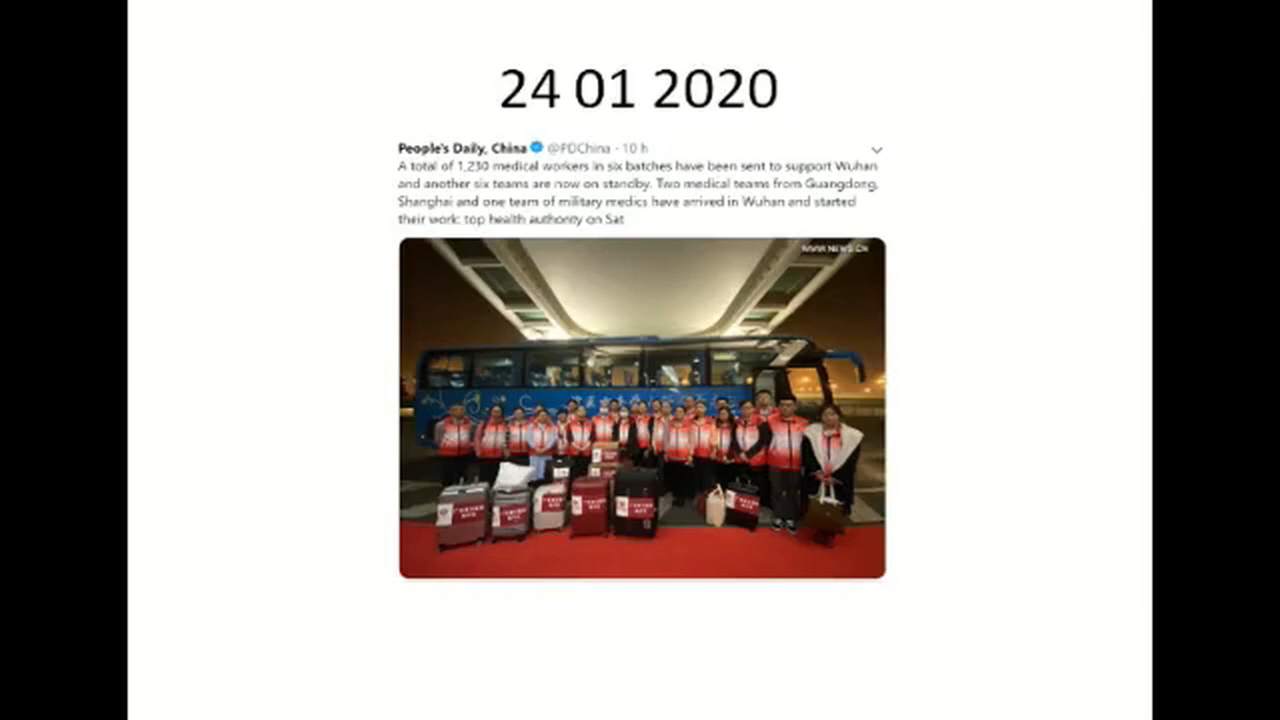 24 01 2020
People's Daily, China @PDChina · 10 h
A total of 1,230 medical workers in six batches have been sent to support Wuhan
and another six teams are now on standby. Two medical teams from Guangdong,
Shanghai and one team of military medics have arrived in Wuhan and started
their work: top health authority on Sat
WWW.NEWS.CN